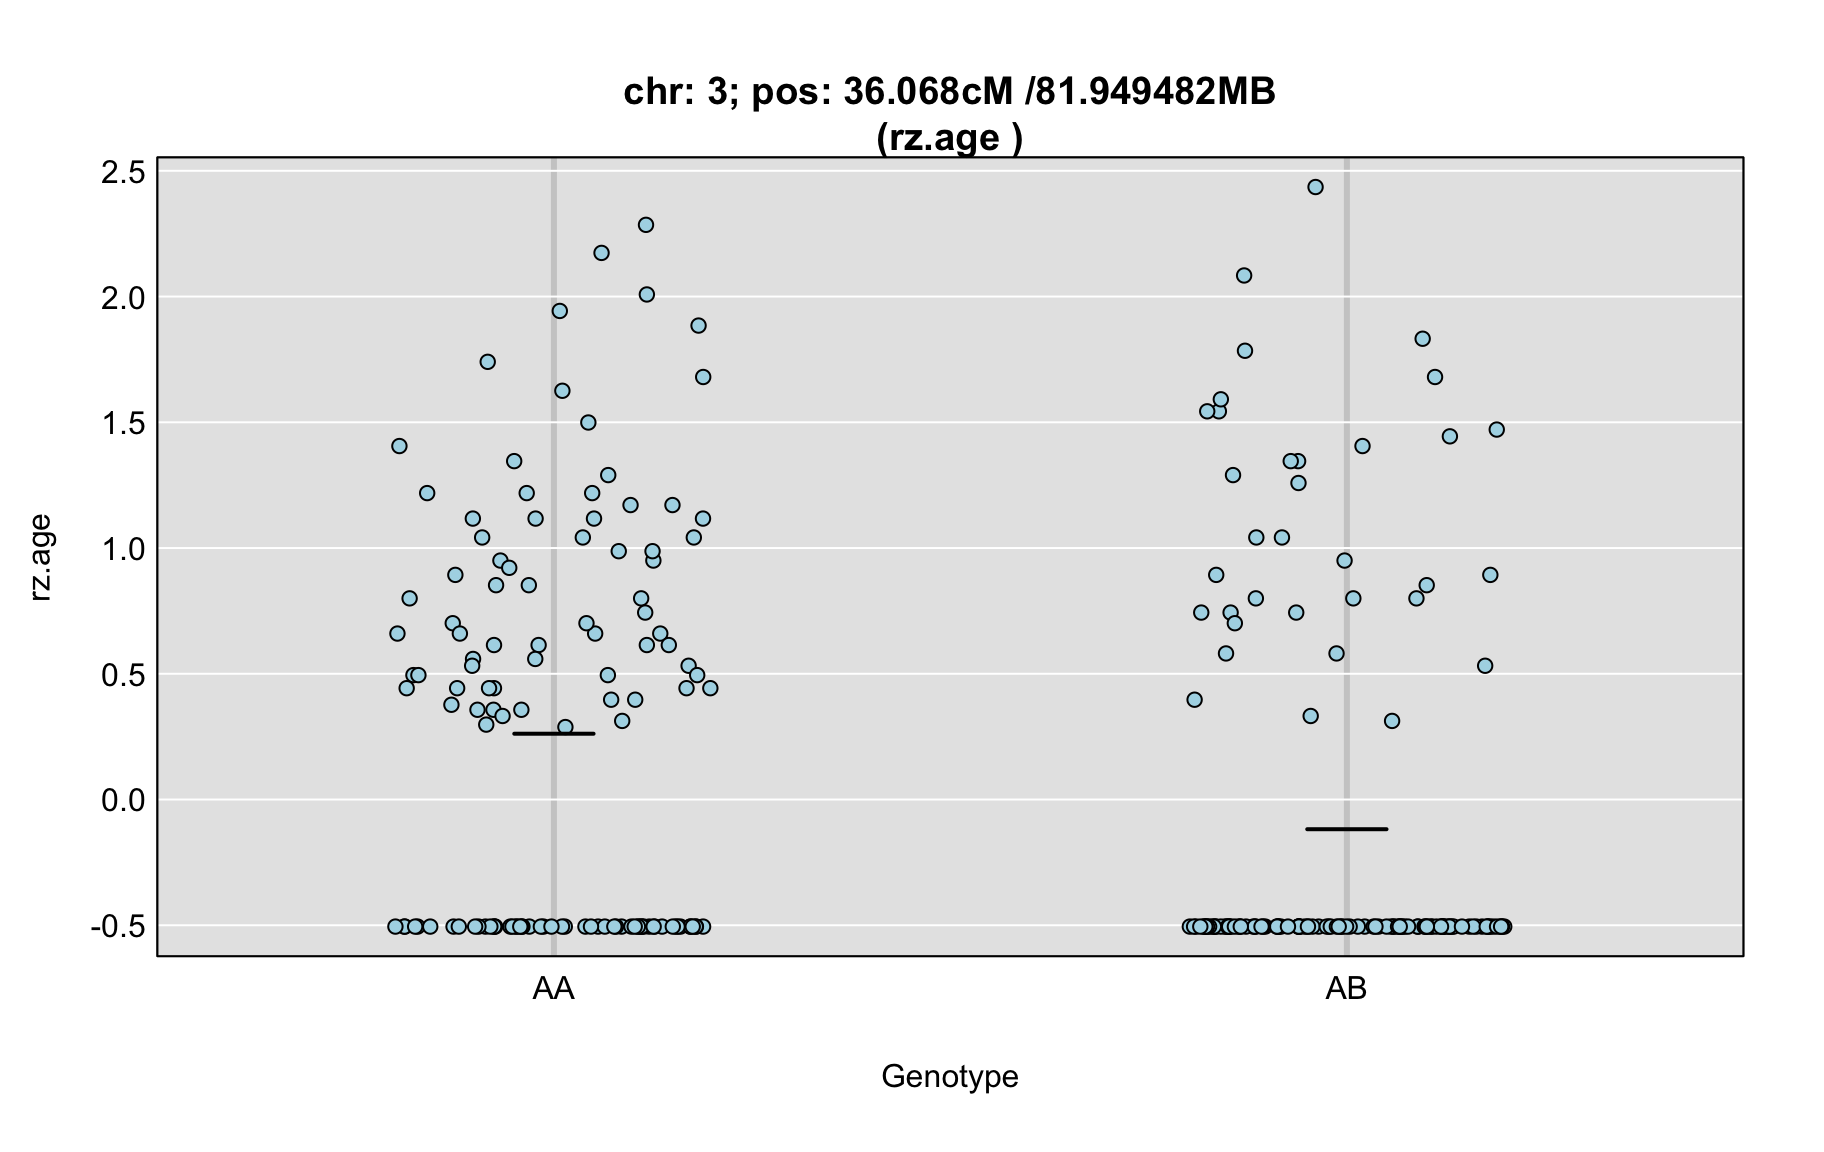 chr: 3; pos: 36.068cM /81.949482MB
(rz.age )
2.5
2.0
1.5
1.0
0.5
0.0
-0.5
rz.age
AA
AB
Genotype